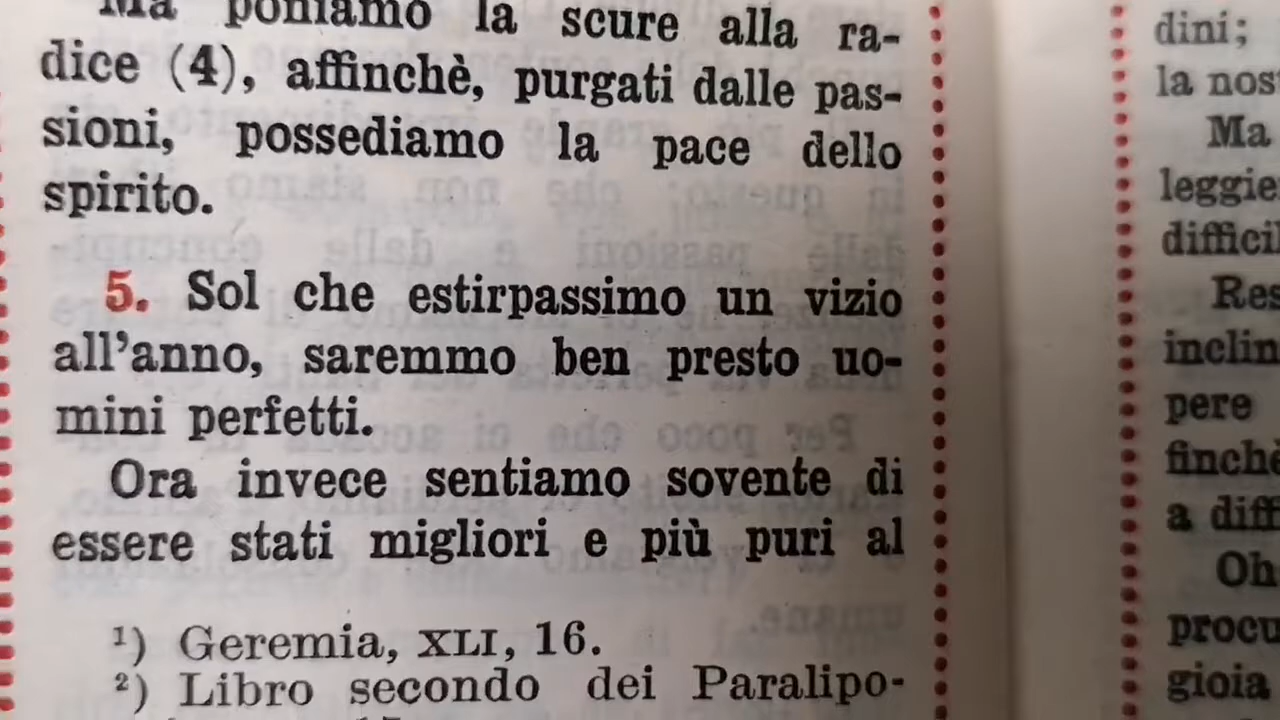 Ma poniamo la scure alla ra-
dice (4), affinchè, purgati dalle pas-
sioni, possediamo la pace dello
spirito.
5. Sol che estirpassimo un vizio
all'anno, saremmo ben presto uo-
mini perfetti.
Ora invece sentiamo sovente di
essere stati migliori e più puri al
¹) Geremia, XLI, 16.
²) Libro secondo dei Paralipo-
dini;
la nos
Ma
leggie
difficil
Res
inclin
pere
finchè
a diff
Oh
procu
gioia